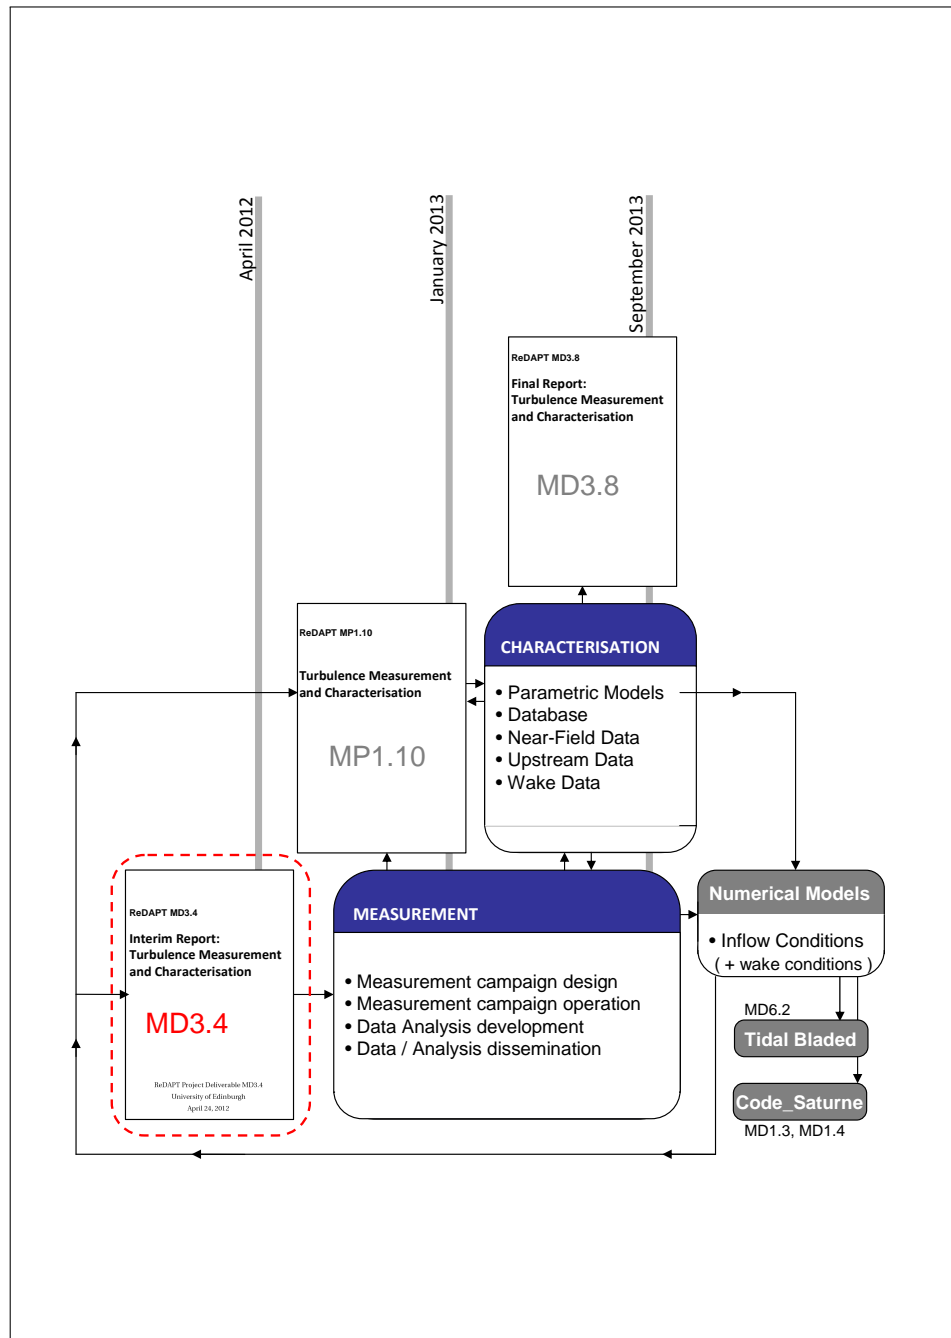 April 2012
January 2013
September 2013
ReDAPT MD3.8
Final Report:
Turbulence Measurement
and Characterisation
MD3.8
ReDAPT MP1.10
Turbulence Measurement
and Characterisation
MP1.10
CHARACTERISATION
• Parametric Models
• Database
• Near-Field Data
• Upstream Data
• Wake Data
ReDAPT MD3.4
Interim Report:
Turbulence Measurement
and Characterisation
MD3.4
ReDAPT Project Deliverable MD3.4
University of Edinburgh
April 24, 2012
MEASUREMENT
• Measurement campaign design
• Measurement campaign operation
• Data Analysis development
• Data / Analysis dissemination
Numerical Models
• Inflow Conditions
( + wake conditions )
MD6.2
Tidal Bladed
Code_Saturne
MD1.3, MD1.4